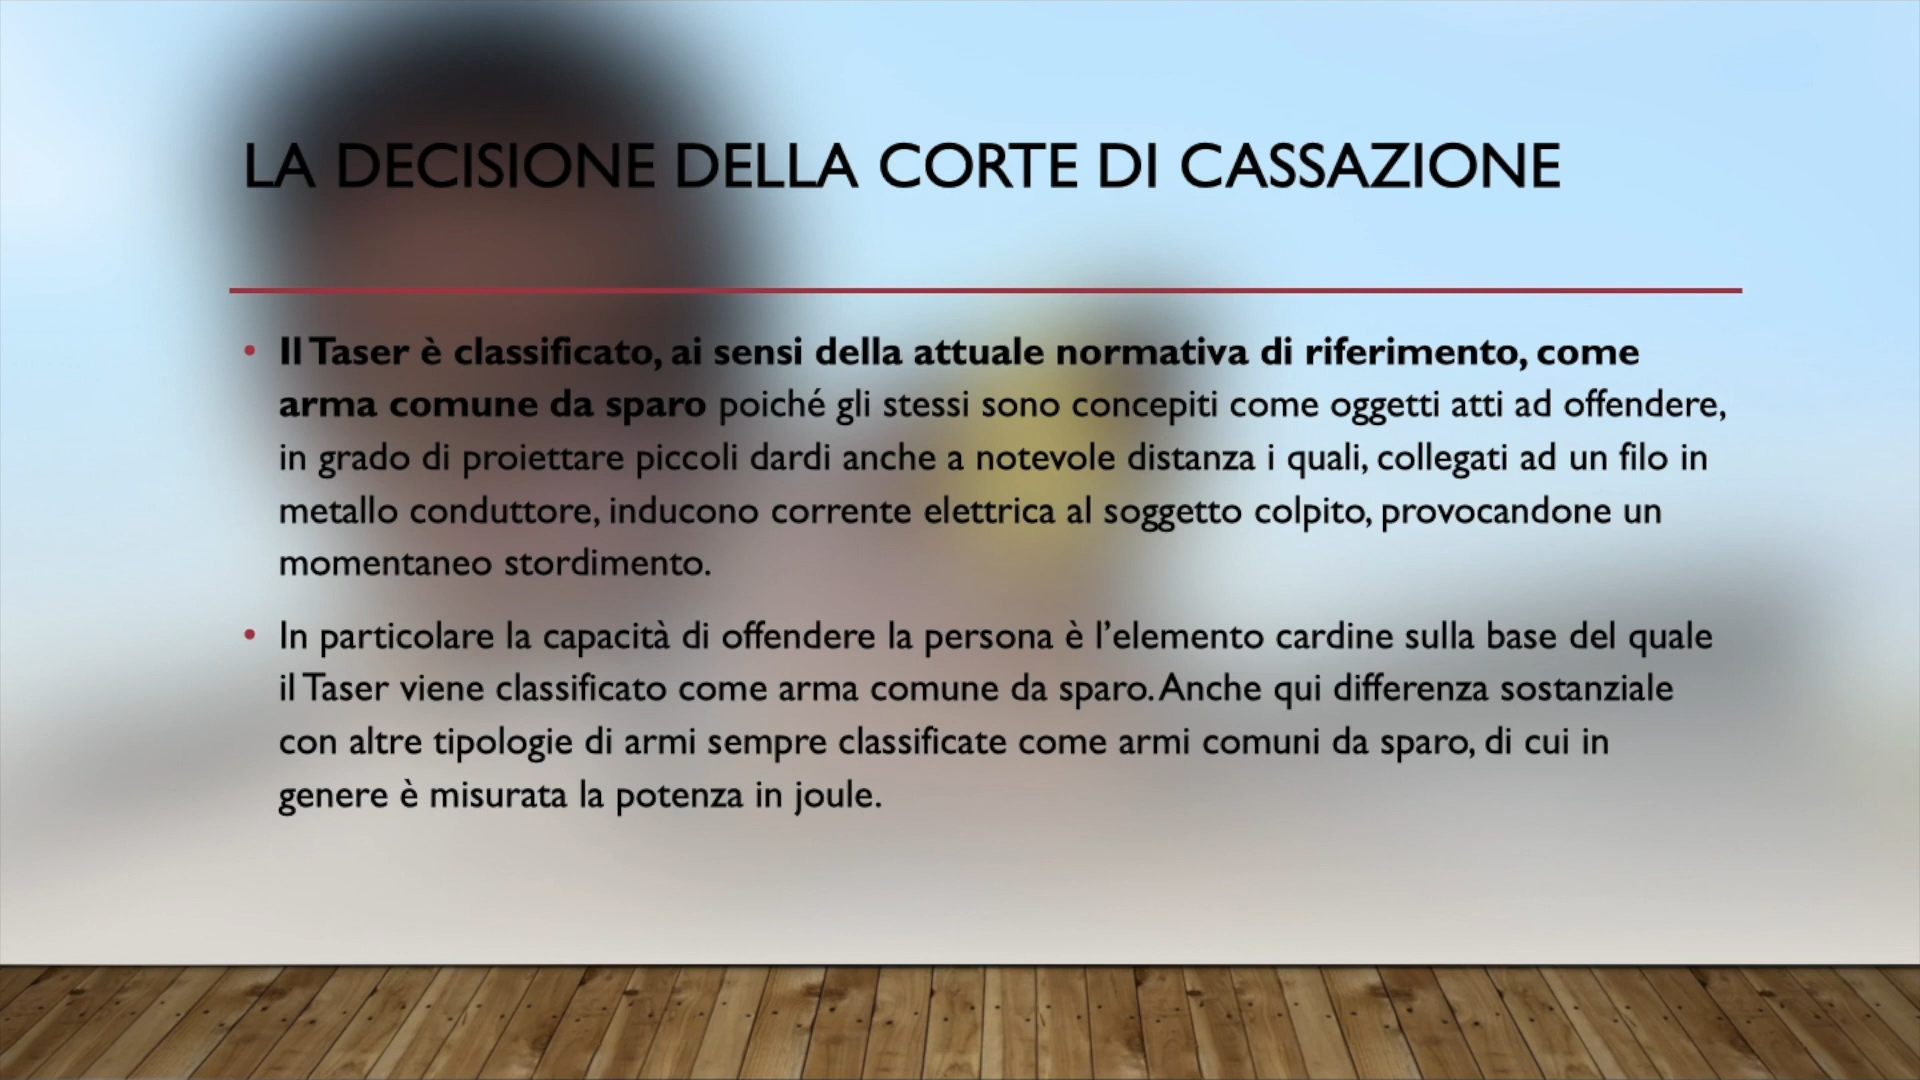 LA DECISIONE DELLA CORTE DI CASSAZIONE
• Il Taser è classificato, ai sensi della attuale normativa di riferimento, come
arma comune da sparo poiché gli stessi sono concepiti come oggetti atti ad offendere,
in grado di proiettare piccoli dardi anche a notevole distanza i quali, collegati ad un filo in
metallo conduttore, inducono corrente elettrica al soggetto colpito, provocandone un
momentaneo stordimento.
• In particolare la capacità di offendere la persona è l’elemento cardine sulla base del quale
il Taser viene classificato come arma comune da sparo. Anche qui differenza sostanziale
con altre tipologie di armi sempre classificate come armi comuni da sparo, di cui in
genere è misurata la potenza in joule.